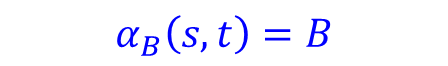 α_B(s, t) = B